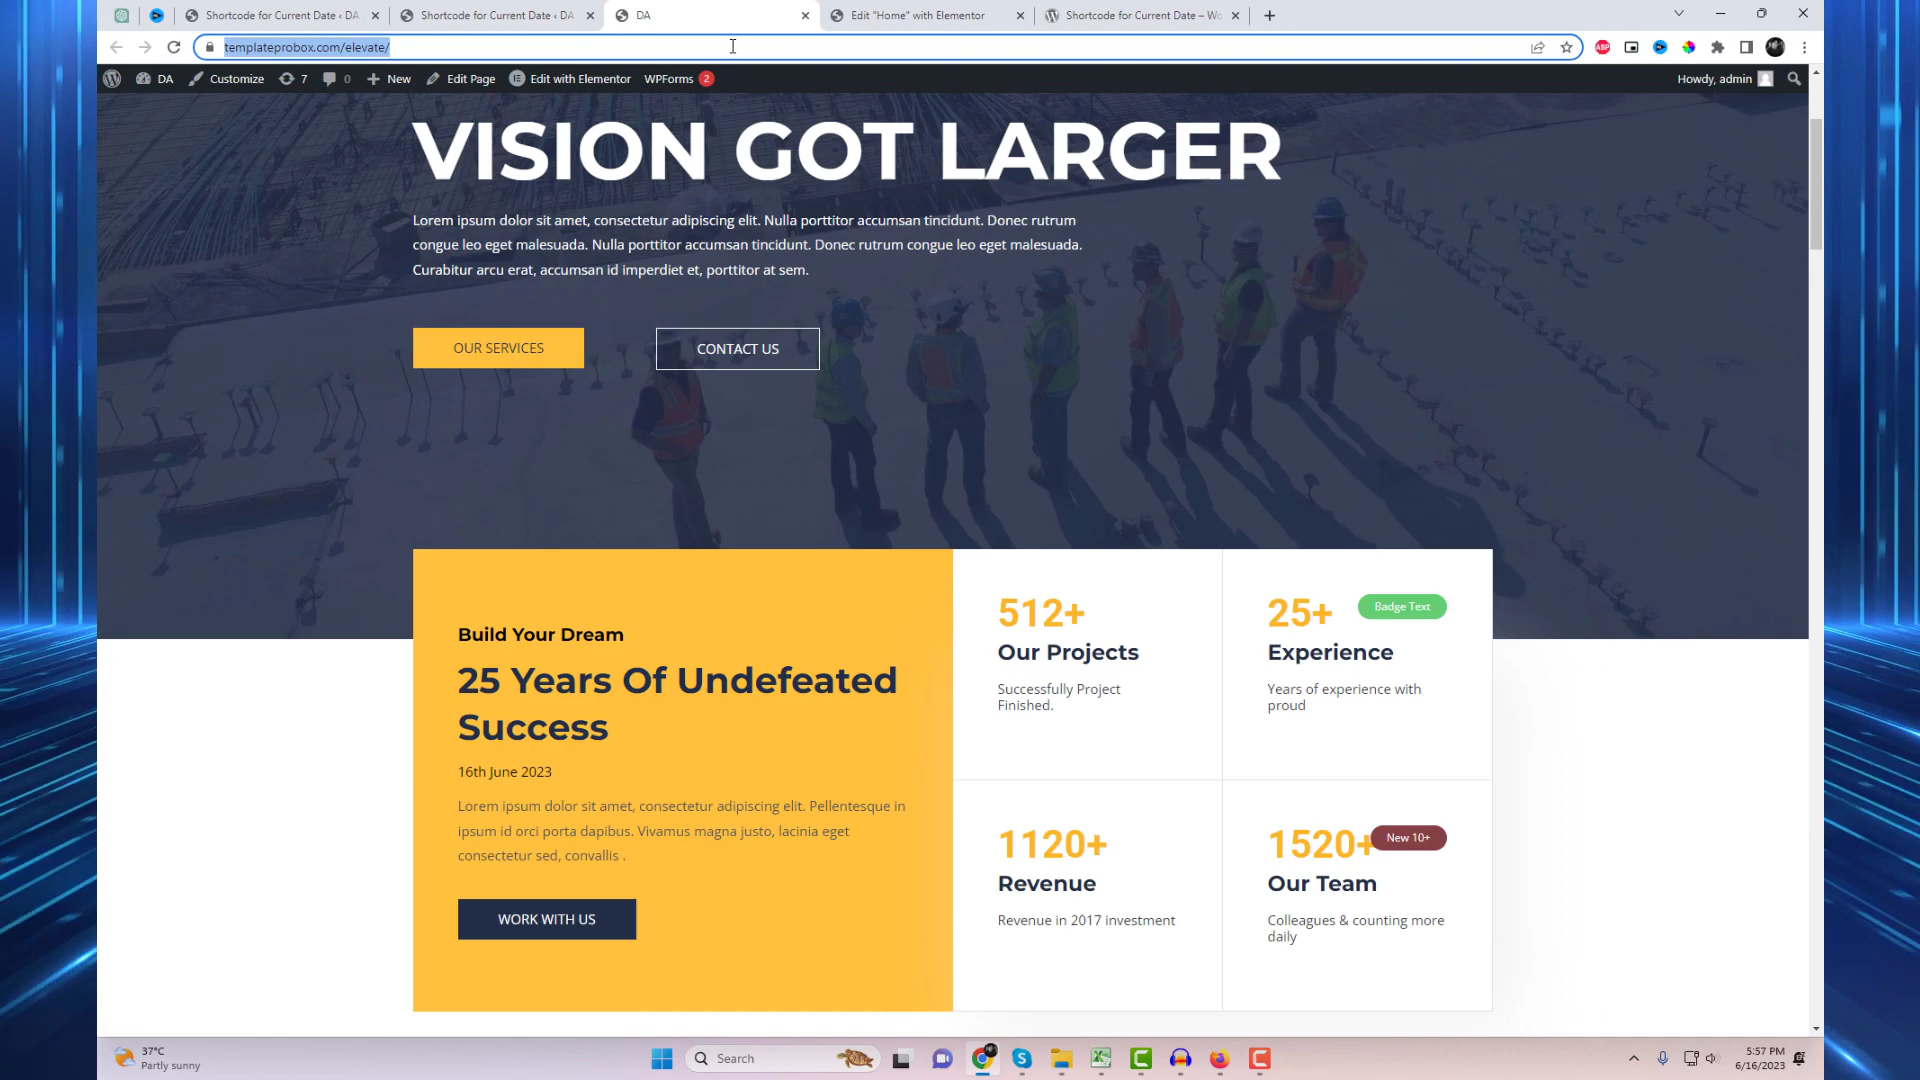 Shortcode for Current Date ‹ DA
Shortcode for Current Date ‹ DA
DA
Edit "Home" with Elementor
Shortcode for Current Date – Wo
templateprobox.com/elevate/
ABP
DA
Customize
7
0
New
Edit Page
Edit with Elementor
WPForms 2
Howdy, admin
VISION GOT LARGER
Lorem ipsum dolor sit amet, consectetur adipiscing elit. Nulla porttitor accumsan tincidunt. Donec rutrum
congue leo eget malesuada. Nulla porttitor accumsan tincidunt. Donec rutrum congue leo eget malesuada.
Curabitur arcu erat, accumsan id imperdiet et, porttitor at sem.
OUR SERVICES
CONTACT US
Build Your Dream
25 Years Of Undefeated
Success
16th June 2023
Lorem ipsum dolor sit amet, consectetur adipiscing elit. Pellentesque in
ipsum id orci porta dapibus. Vivamus magna justo, lacinia eget
consectetur sed, convallis .
WORK WITH US
512+
Our Projects
Successfully Project
Finished.
25+
Badge Text
Experience
Years of experience with
proud
1120+
Revenue
Revenue in 2017 investment
1520+
New 10+
Our Team
Colleagues & counting more
daily
37°C
Partly sunny
Search
5:57 PM
6/16/2023